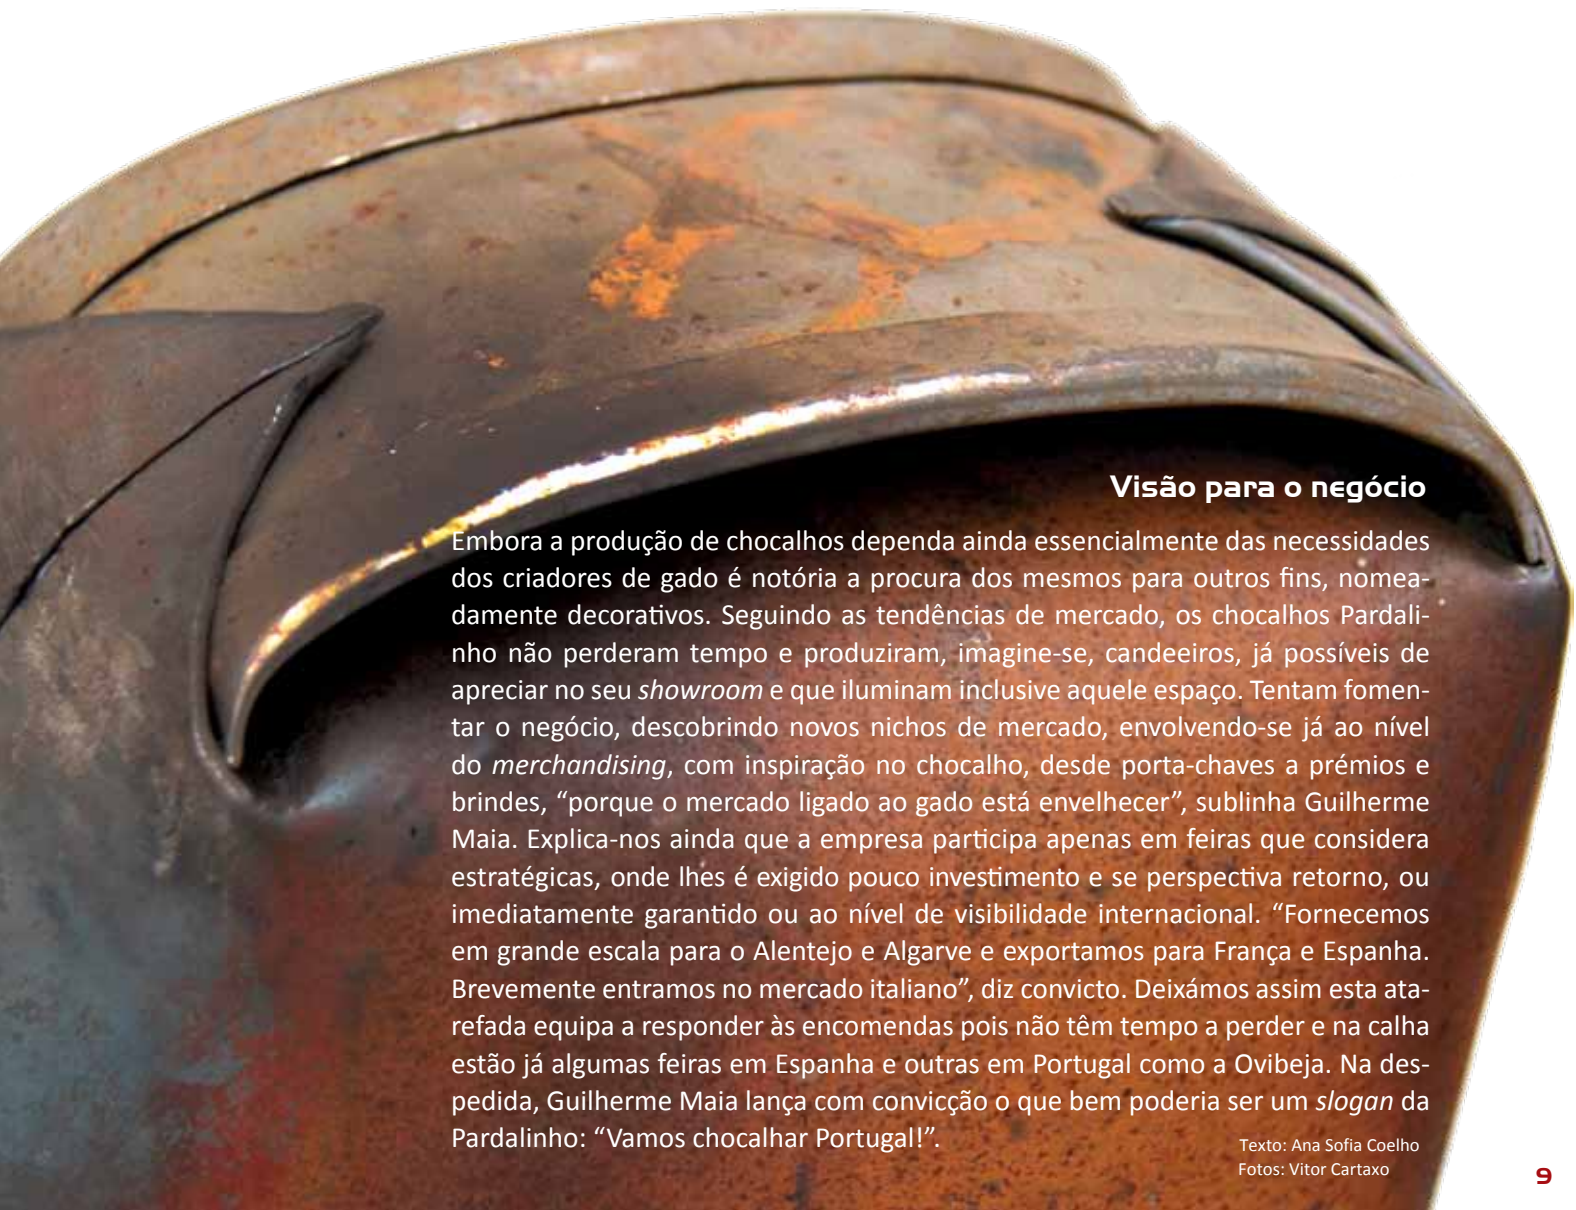 Visão para o negócio
Embora a produção de chocalhos dependa ainda essencialmente das necessidades
dos criadores de gado é notória a procura dos mesmos para outros fins, nomea-
damente decorativos. Seguindo as tendências de mercado, os chocalhos Pardali-
nho não perderam tempo e produziram, imagine-se, candeeiros, já possíveis de
apreciar no seu showroom e que iluminam inclusive aquele espaço. Tentam fomen-
tar o negócio, descobrindo novos nichos de mercado, envolvendo-se já ao nível
do merchandising, com inspiração no chocalho, desde porta-chaves a prémios e
brindes, “porque o mercado ligado ao gado está envelhecer”, sublinha Guilherme
Maia. Explica-nos ainda que a empresa participa apenas em feiras que considera
estratégicas, onde lhes é exigido pouco investimento e se perspectiva retorno, ou
imediatamente garantido ou ao nível de visibilidade internacional. “Fornecemos
em grande escala para o Alentejo e Algarve e exportamos para França e Espanha.
Brevemente entramos no mercado italiano”, diz convicto. Deixámos assim esta ata-
refada equipa a responder às encomendas pois não têm tempo a perder e na calha
estão já algumas feiras em Espanha e outras em Portugal como a Ovibeja. Na des-
pedida, Guilherme Maia lança com convicção o que bem poderia ser um slogan da
Pardalinho: “Vamos chocalhar Portugal!”.
Texto: Ana Sofia Coelho
Fotos: Vitor Cartaxo
9